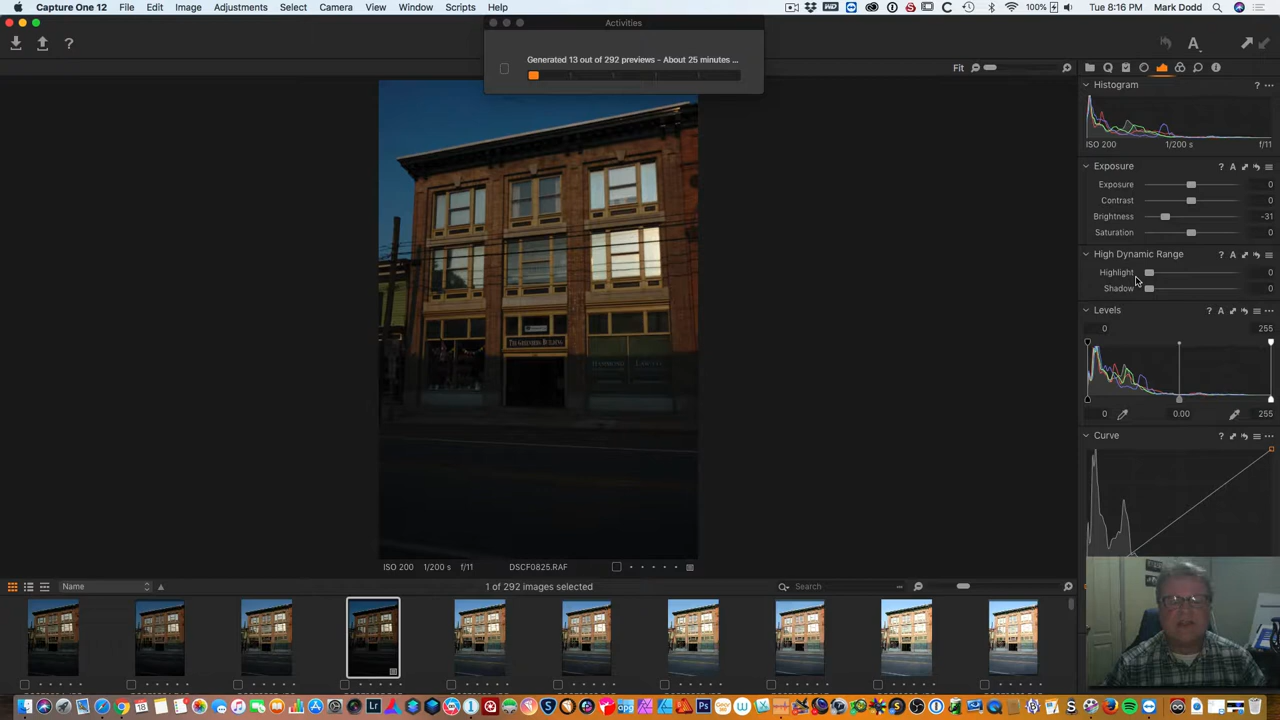 Capture One 12 File Edit Image Adjustments Select Camera View Window Scripts Help 100% Tue 8:16 PM Mark Dodd
Activities
Generated 13 out of 292 previews - About 25 minutes ...
Fit
Histogram
ISO 200 1/200 s f/11
Exposure
Exposure 0
Contrast 0
Brightness -31
Saturation 0
High Dynamic Range
Highlight 0
Shadow 0
Levels
0 255
0 0.00 255
Curve
ISO 200 1/200 s f/11 DSCF0825.RAF
Name 1 of 292 images selected Search